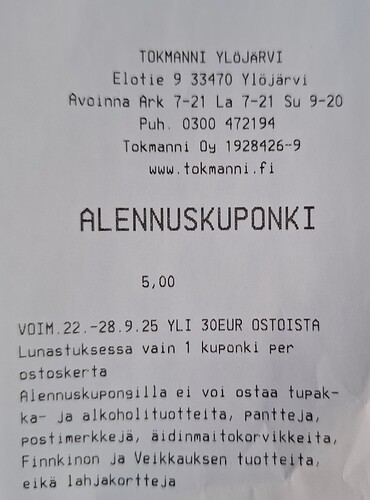 TOKMANNI YLÖJÄRVI
Elotie 9 33470 Ylöjärvi
Avoinna Ark 7-21 La 7-21 Su 9-20
Puh. 0300 472194
Tokmanni Oy 1928426-9
www.tokmanni.fi
ALENNUSKUPONKI
5,00
VOIM.22.-28.9.25 YLI 30EUR OSTOISTA
Lunastuksessa vain 1 kuponki per
ostoskerta
Alennuskupongilla ei voi ostaa tupak-
ka- ja alkoholituotteita, pantteja,
postimerkkejä, äidinmaitokorvikkeita,
Finnkinon ja Veikkauksen tuotteita,
eikä lahjakortteja